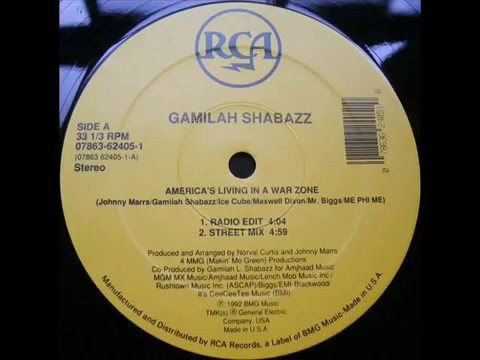 RCA
GAMILAH SHABAZZ
SIDE A
33 1/3 RPM
07863-62405-1
(07863 62405-1-A)
Stereo
AMERICA'S LIVING IN A WAR ZONE
(Johnny Marrs/Gamilah Shabazz/Ice Cube/Maxwell Dixon/Mr. Biggs/ME PHI ME)
1. RADIO EDIT 4:04
2. STREET MIX 4:59
Produced and Arranged by Norval Curtis and Johnny Marrs
4 MMG (Makin' Mo Green) Productions
Co-Produced by Gamilah L. Shabazz for Amjhaad Music
MGM MX Music/Amjhaad Music/Lench Mob Music Inc./
Rushtown Music Inc. (ASCAP)/Biggs/EMI Blackwood/
It's CeeCeeTee Music (BMI)
℗ 1992 BMG Music
TMK(s) ® General Electric
Company, USA
Made in U.S.A.
Manufactured and Distributed by RCA Records, a Label of BMG Music-Made in U.S.A.